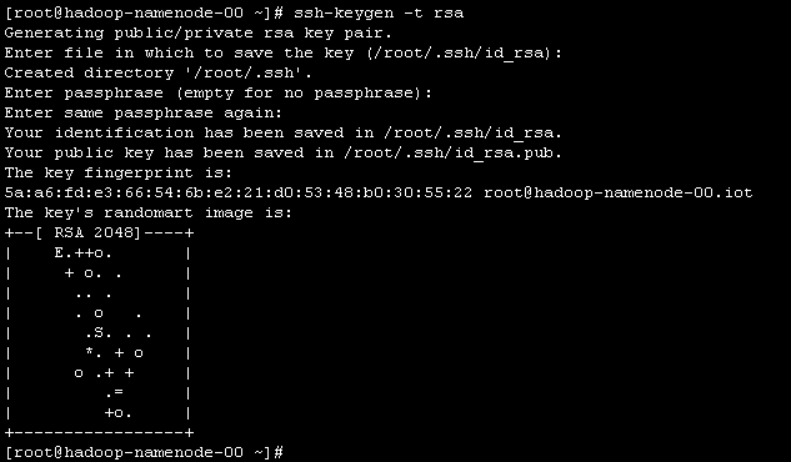 [root@hadoop-namenode-00 ~]# ssh-keygen -t rsa
Generating public/private rsa key pair.
Enter file in which to save the key (/root/.ssh/id_rsa):
Created directory '/root/.ssh'.
Enter passphrase (empty for no passphrase):
Enter same passphrase again:
Your identification has been saved in /root/.ssh/id_rsa.
Your public key has been saved in /root/.ssh/id_rsa.pub.
The key fingerprint is:
5a:a6:fd:e3:66:54:6b:e2:21:d0:53:48:b0:30:55:22 root@hadoop-namenode-00.iot
The key's randomart image is:
+--[ RSA 2048]----+
|    E.++o.       |
|     + o. .      |
|      .. .       |
|      . o   .    |
|       .S. . .   |
|       *. + o    |
|      o .+ +     |
|         .=      |
|         +o.     |
+-----------------+
[root@hadoop-namenode-00 ~]#